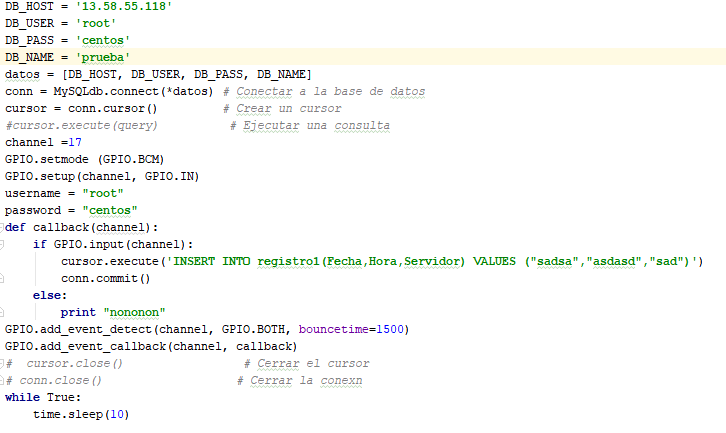 DB_HOST = '13.58.55.118'
DB_USER = 'root'
DB_PASS = 'centos'
DB_NAME = 'prueba'
datos = [DB_HOST, DB_USER, DB_PASS, DB_NAME]
conn = MySQLdb.connect(*datos) # Conectar a la base de datos
cursor = conn.cursor() # Crear un cursor
#cursor.execute(query) # Ejecutar una consulta
channel =17
GPIO.setmode (GPIO.BCM)
GPIO.setup(channel, GPIO.IN)
username = "root"
password = "centos"
def callback(channel):
    if GPIO.input(channel):
        cursor.execute('INSERT INTO registro1(Fecha,Hora,Servidor) VALUES ("sadsa","asdasd","sad")')
        conn.commit()
    else:
        print "nononon"
GPIO.add_event_detect(channel, GPIO.BOTH, bouncetime=1500)
GPIO.add_event_callback(channel, callback)
#  cursor.close() # Cerrar el cursor
# conn.close() # Cerrar la conexn
while True:
    time.sleep(10)